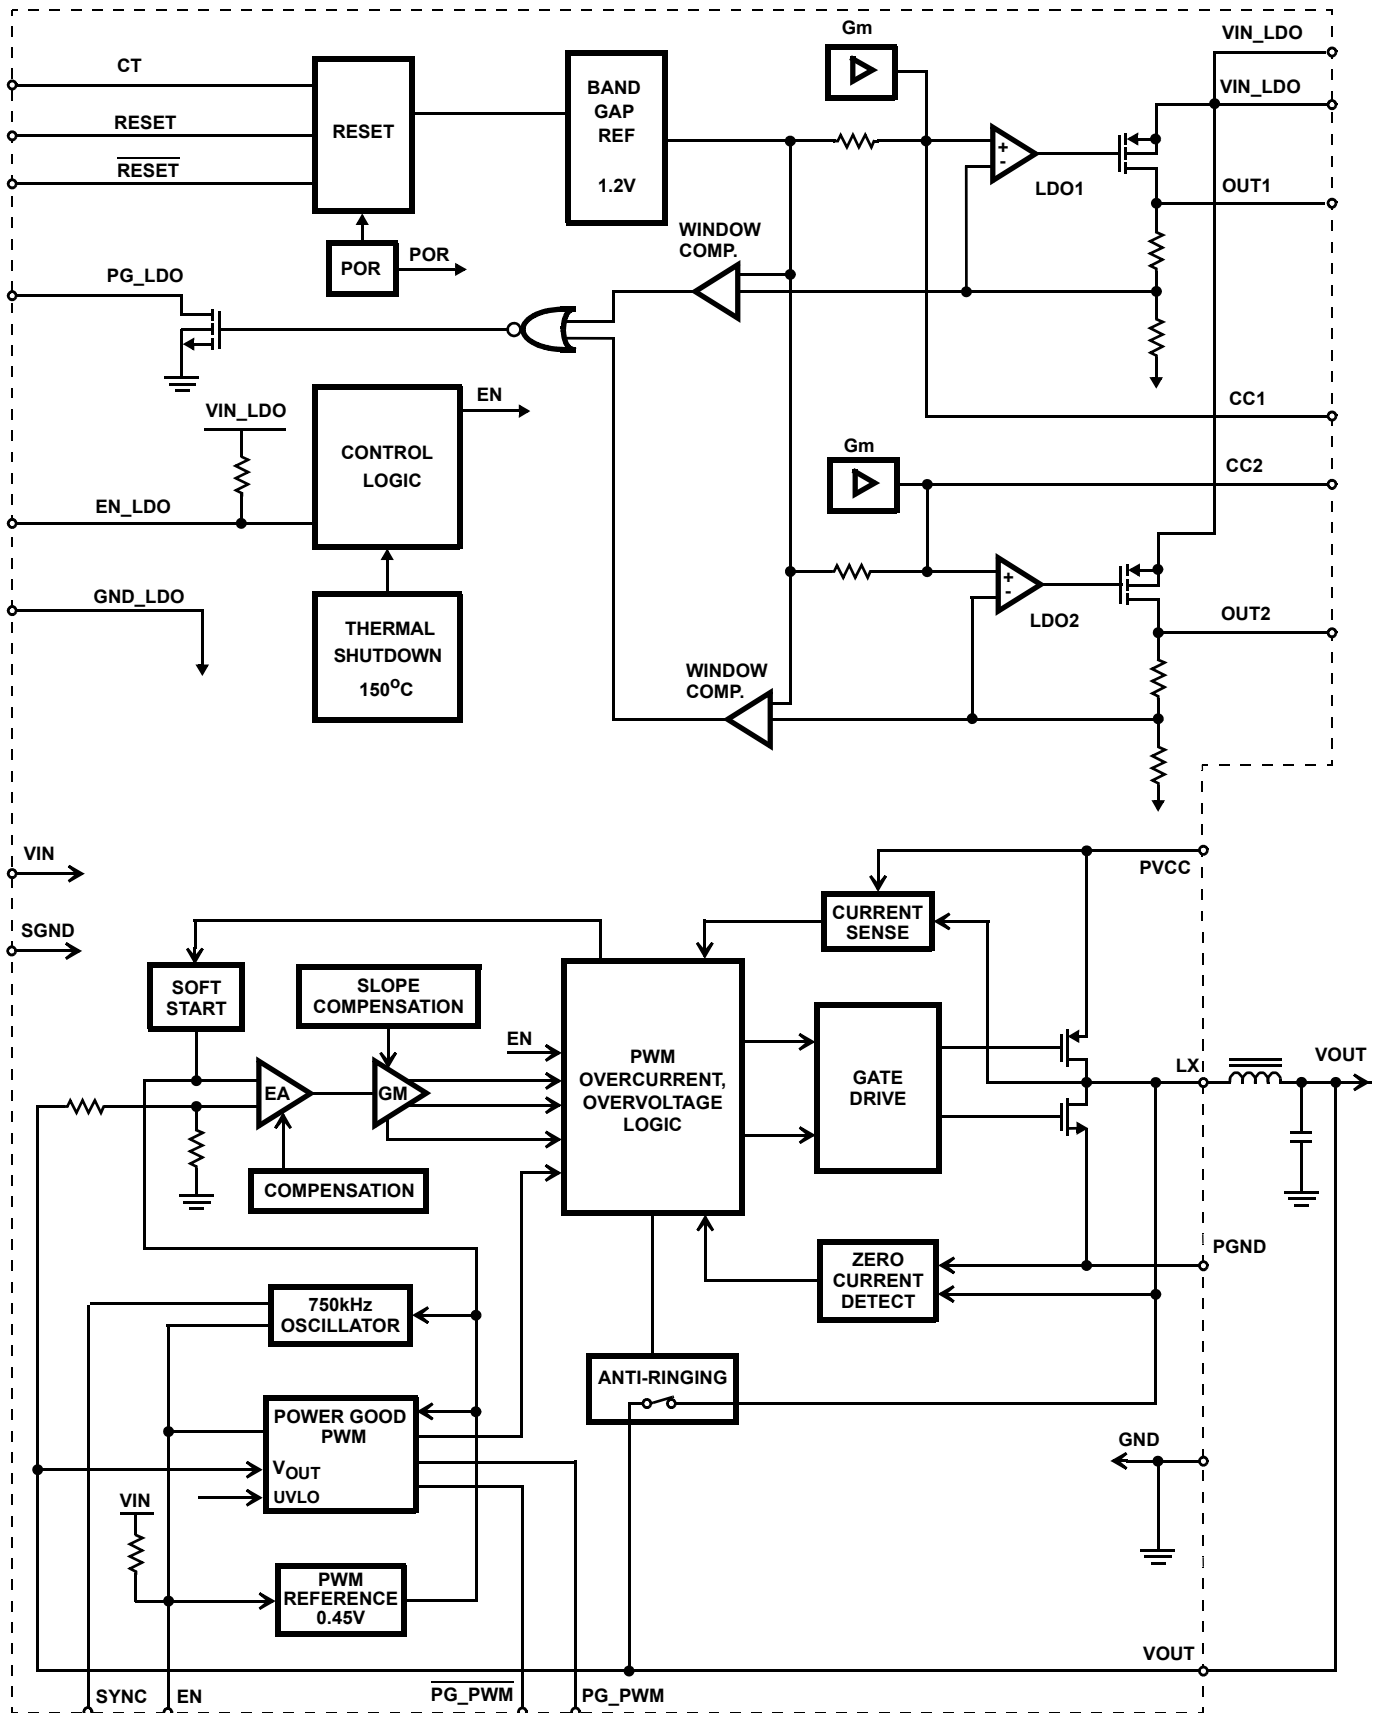 Gm
VIN_LDO
CT
VIN_LDO
BAND
GAP
REF
1.2V
RESET
RESET
+
-
LDO1
RESET
OUT1
WINDOW
COMP.
POR
POR
PG_LDO
EN
VIN_LDO
CC1
CONTROL
LOGIC
Gm
CC2
EN_LDO
+
-
LDO2
GND_LDO
OUT2
THERMAL
SHUTDOWN
150°C
WINDOW
COMP.
VIN
PVCC
CURRENT
SENSE
SGND
SOFT
START
SLOPE
COMPENSATION
EN
PWM
OVERCURRENT,
OVERVOLTAGE
LOGIC
GATE
DRIVE
LX
VOUT
EA
GM
COMPENSATION
PGND
ZERO
CURRENT
DETECT
750kHz
OSCILLATOR
ANTI-RINGING
POWER GOOD
PWM
VOUT
UVLO
GND
VIN
PWM
REFERENCE
0.45V
VOUT
SYNC
EN
PG_PWM
PG_PWM